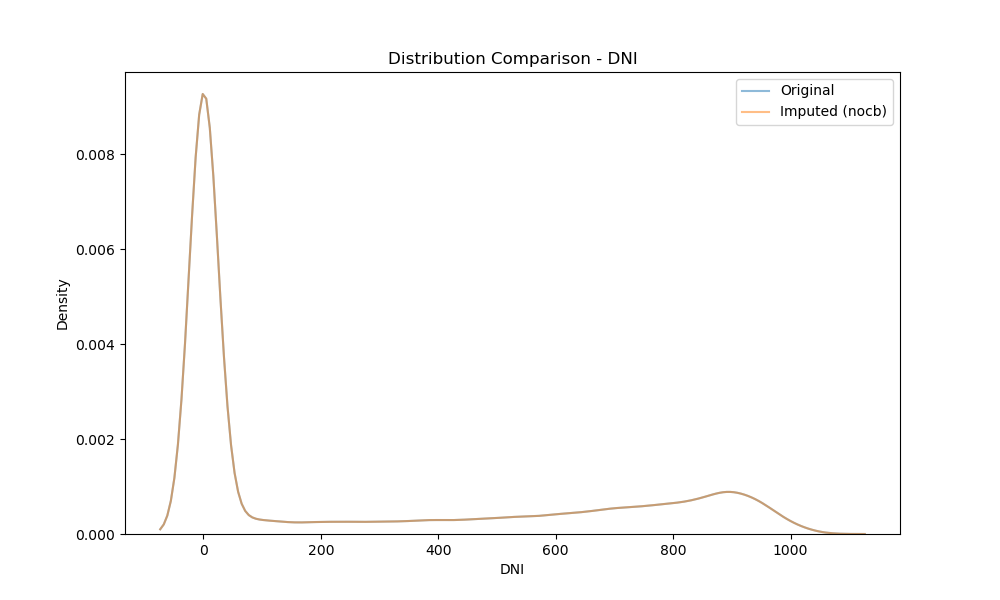 Distribution Comparison - DNI
Original
Imputed (nocb)
0.008
0.006
0.004
0.002
0.000
Density
0
200
400
600
800
1000
DNI